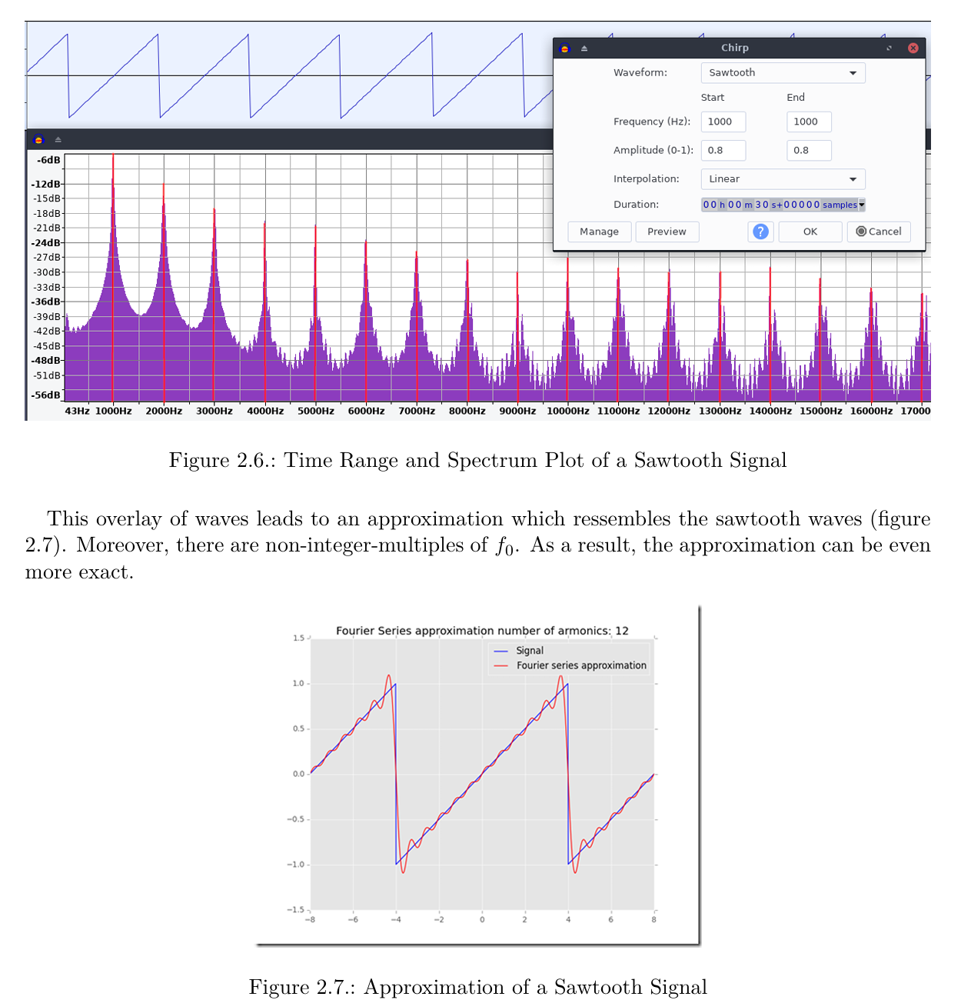 Chirp
Waveform: Sawtooth
Start End
Frequency (Hz): 1000 1000
Amplitude (0-1): 0.8 0.8
Interpolation: Linear
Duration: 00 h 00 m 30 s+00000 samples
Manage Preview ? OK Cancel
-6dB
-12dB
-15dB
-18dB
-21dB
-24dB
-27dB
-30dB
-33dB
-36dB
-39dB
-42dB
-45dB
-48dB
-51dB
-56dB
43Hz 1000Hz 2000Hz 3000Hz 4000Hz 5000Hz 6000Hz 7000Hz 8000Hz 9000Hz 10000Hz 11000Hz 12000Hz 13000Hz 14000Hz 15000Hz 16000Hz 17000
Figure 2.6.: Time Range and Spectrum Plot of a Sawtooth Signal
This overlay of waves leads to an approximation which ressembles the sawtooth waves (figure
2.7). Moreover, there are non-integer-multiples of f0. As a result, the approximation can be even
more exact.
Fourier Series approximation number of armonics: 12
Signal
Fourier series approximation
1.5
1.0
0.5
0.0
−0.5
−1.0
−1.5
−8 −6 −4 −2 0 2 4 6 8
Figure 2.7.: Approximation of a Sawtooth Signal